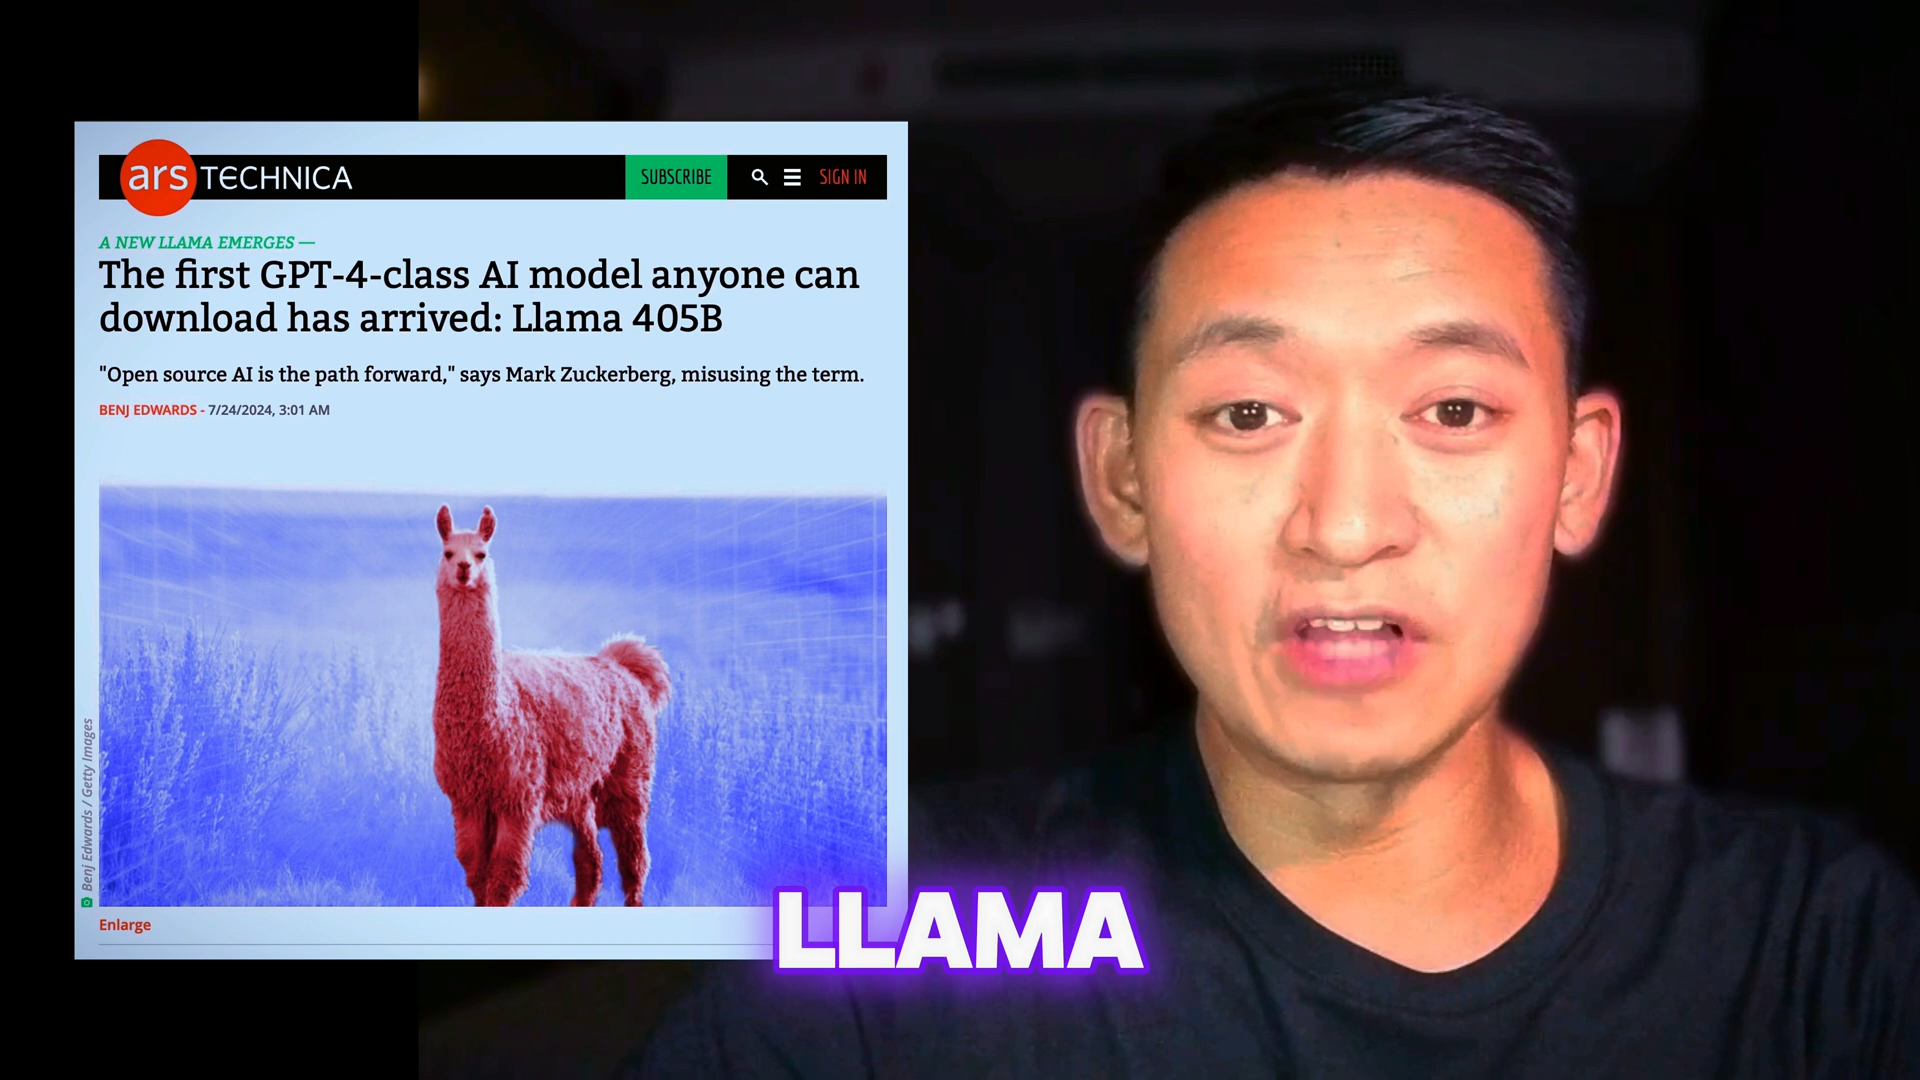 ars TECHNICA
SUBSCRIBE
SIGN IN
A NEW LLAMA EMERGES —
The first GPT-4-class AI model anyone can
download has arrived: Llama 405B
"Open source AI is the path forward," says Mark Zuckerberg, misusing the term.
BENJ EDWARDS - 7/24/2024, 3:01 AM
Benj Edwards / Getty Images
Enlarge
LLAMA